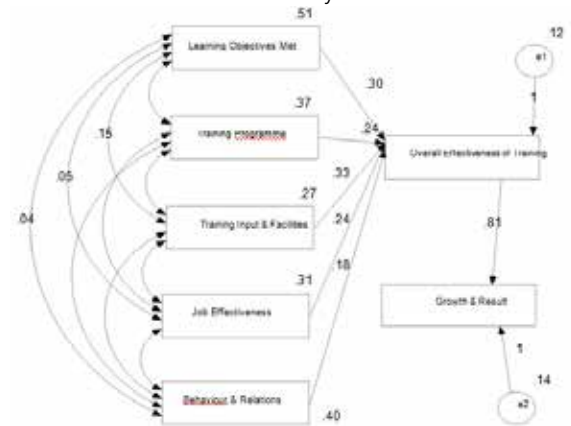 .51
12
Learning Objectives Met
e1
.30
.37
1
.15
Training Programme
.24
Overall Effectiveness of Training
.33
.05
.27
.04
Training Input & Facilities
.24
.81
.18
.31
Job Effectiveness
Growth & Result
1
.14
Behaviour & Relations
e2
.40